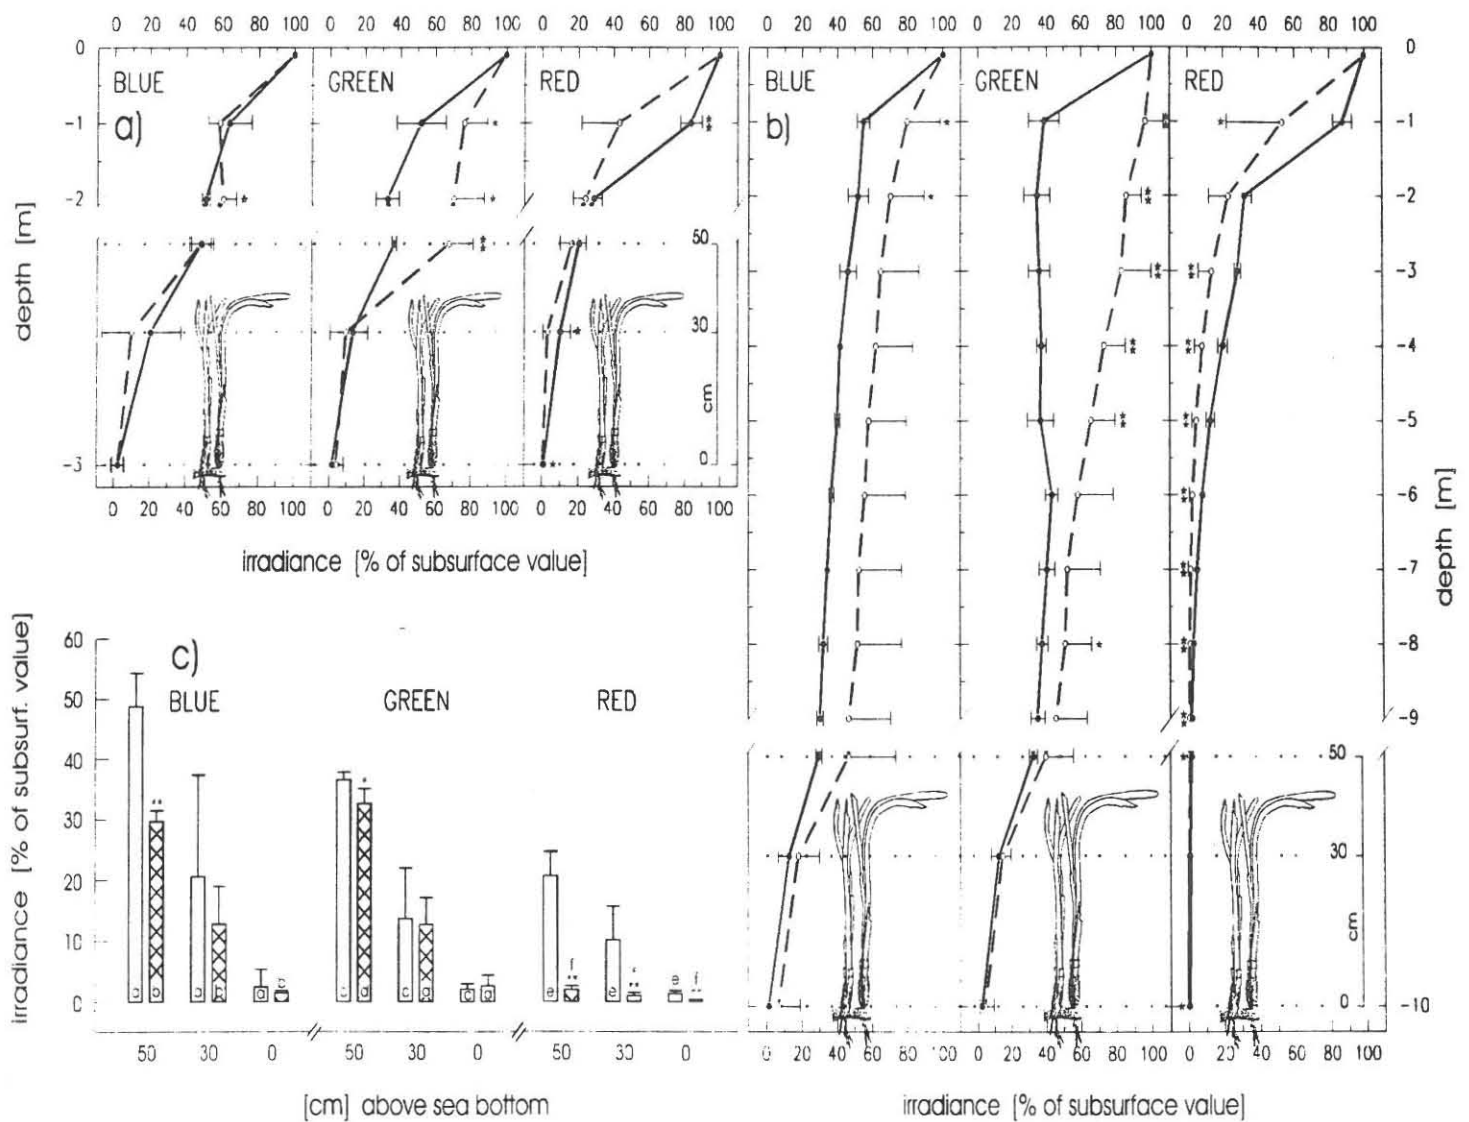 0 20 40 60 80 100
0 20 40 60 80 100
0 20 40 60 80 100
BLUE
GREEN
RED
a)
0
-1
-2
-3
depth [m]
50
30
0
cm
0 20 40 60 80 100
0 20 40 60 80 100
0 20 40 60 80 100
irradiance [% of subsurface value]
0 20 40 60 80 100
0 20 40 60 80 100
0 20 40 60 80 100
BLUE
GREEN
RED
b)
0
-1
-2
-3
-4
-5
-6
-7
-8
-9
-10
depth [m]
50
30
0
cm
0 20 40 60 80 100
0 20 40 60 80 100
0 20 40 60 80 100
irradiance [% of subsurface value]
c)
BLUE
GREEN
RED
60
50
40
30
20
10
0
irradiance [% of subsurf. value]
** * f ** ** e f **
e e
50 30 0
50 30 0
50 30 0
[cm] above sea bottom